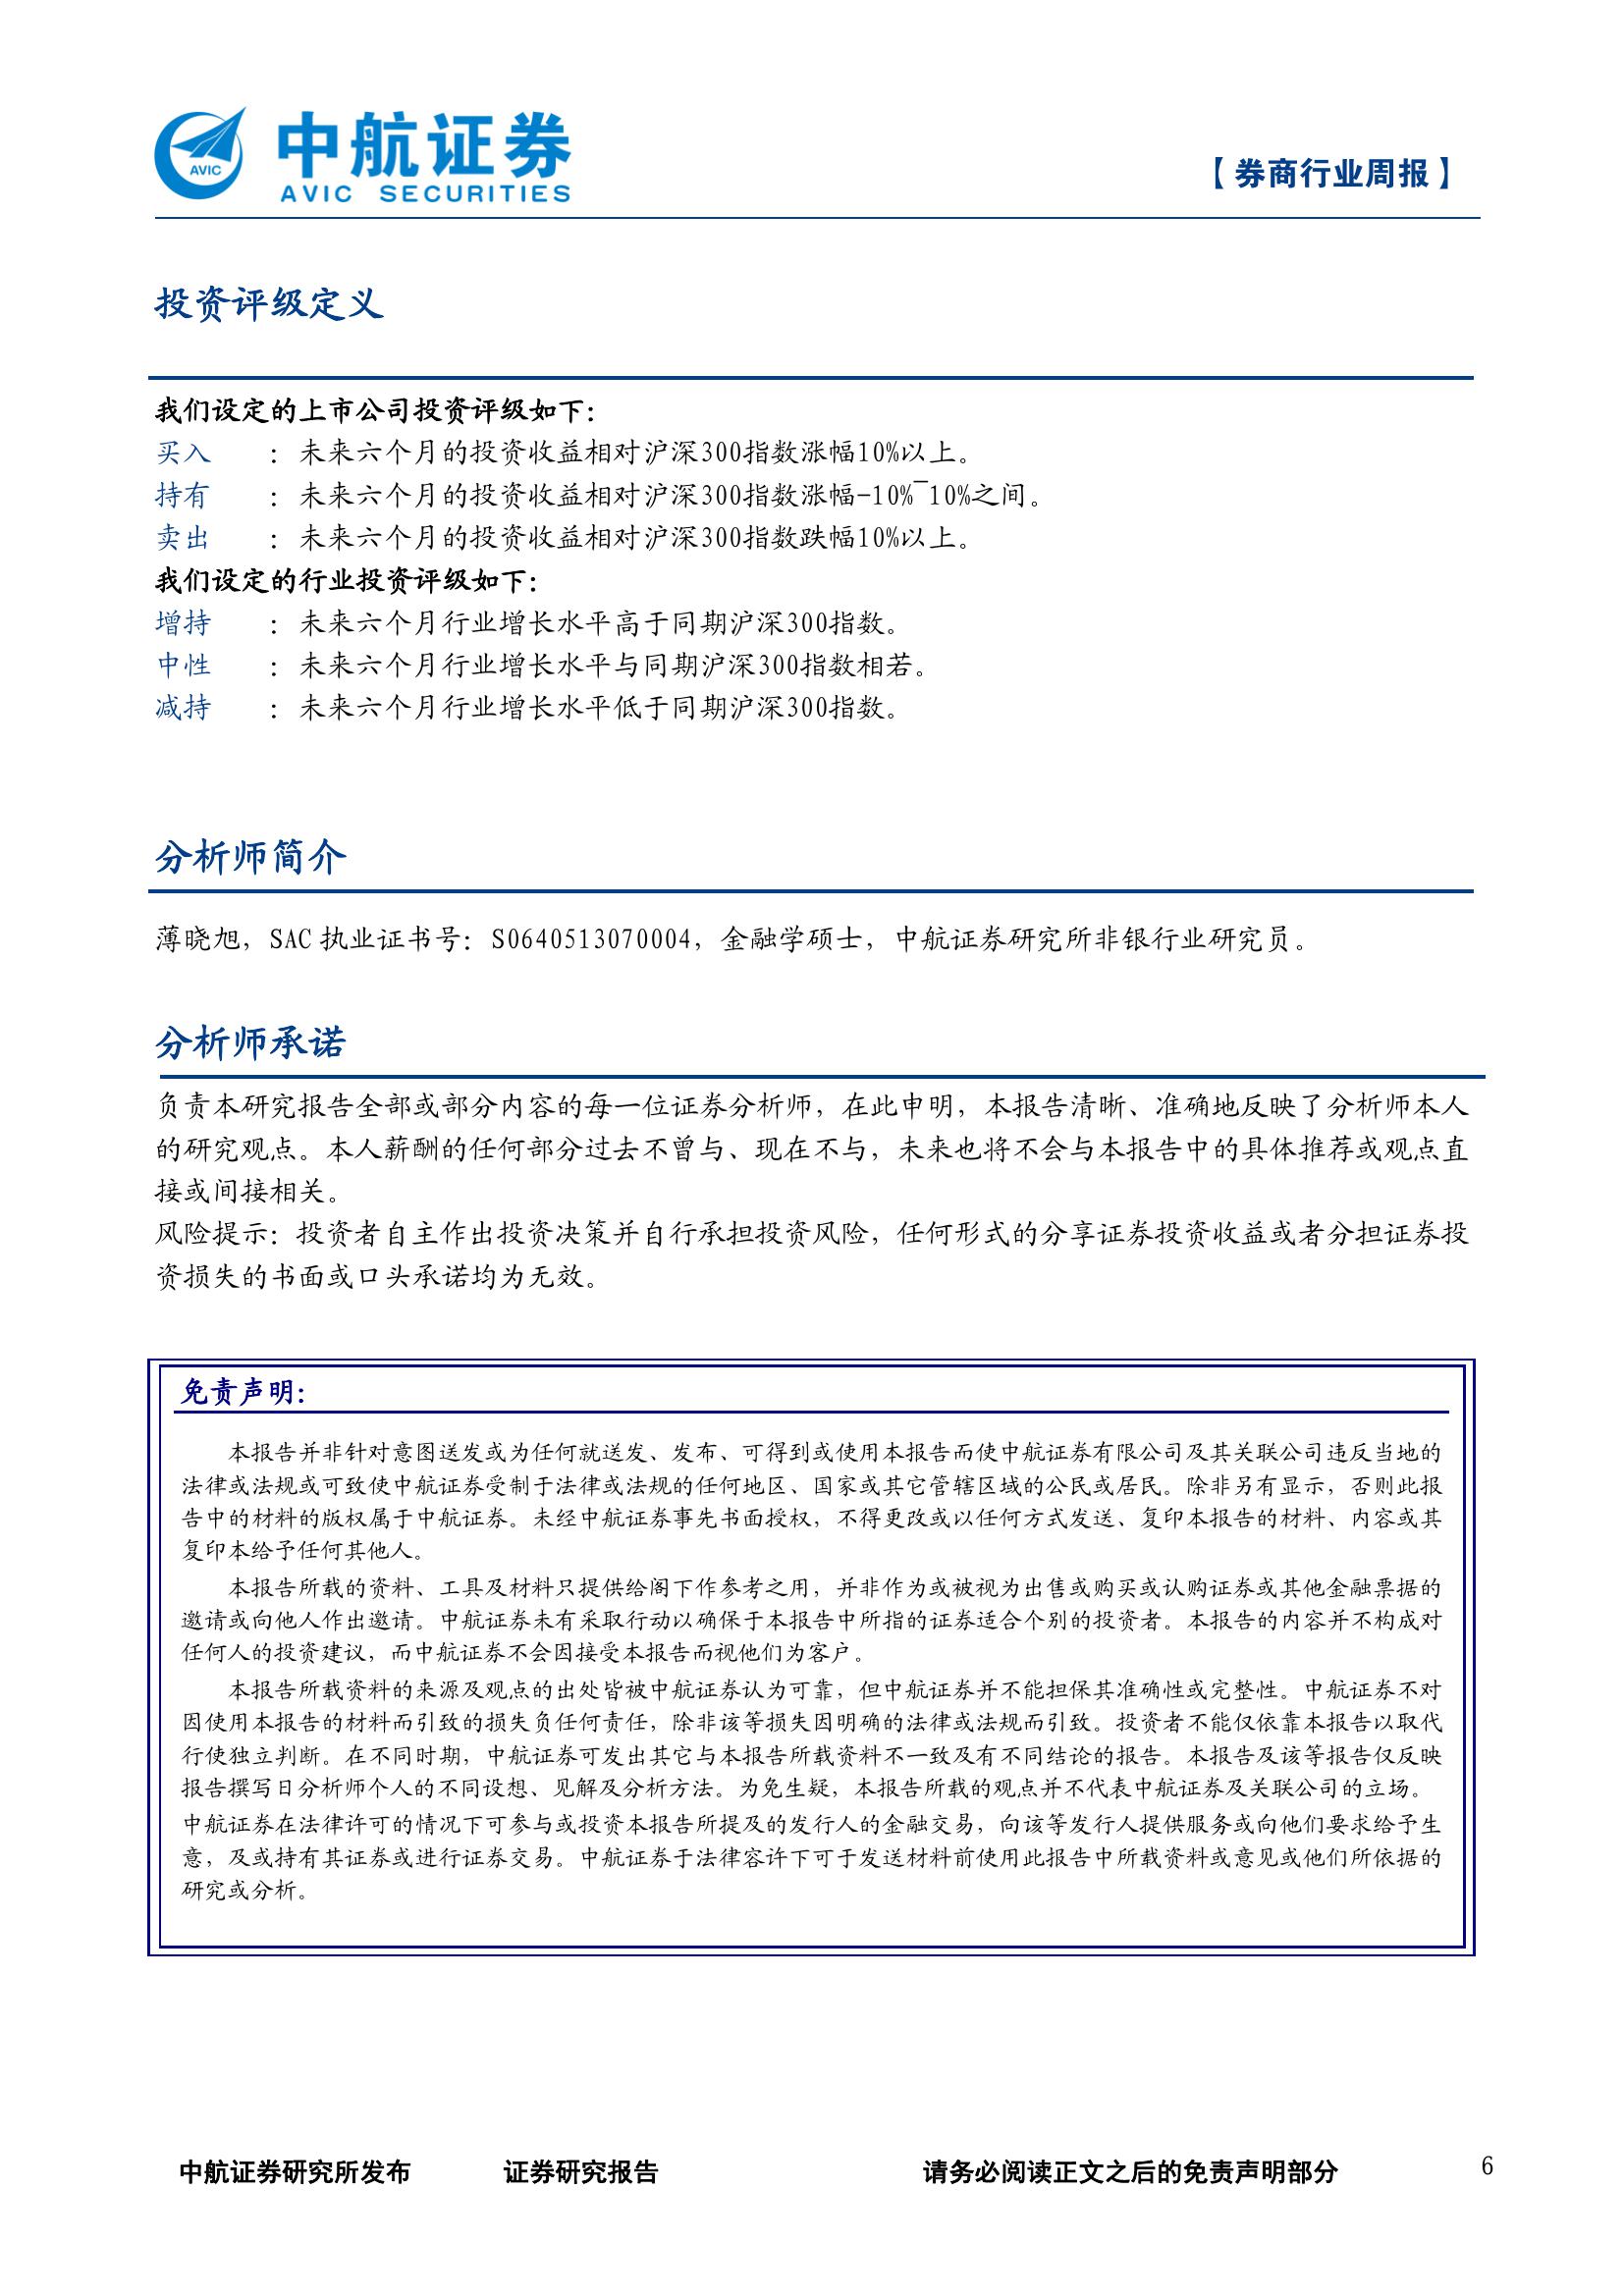 AVIC
中航证券
AVIC SECURITIES
【券商行业周报】
投资评级定义
我们设定的上市公司投资评级如下：
买入 ：未来六个月的投资收益相对沪深300指数涨幅10%以上。
持有 ：未来六个月的投资收益相对沪深300指数涨幅-10%~10%之间。
卖出 ：未来六个月的投资收益相对沪深300指数跌幅10%以上。
我们设定的行业投资评级如下：
增持 ：未来六个月行业增长水平高于同期沪深300指数。
中性 ：未来六个月行业增长水平与同期沪深300指数相若。
减持 ：未来六个月行业增长水平低于同期沪深300指数。
分析师简介
薄晓旭，SAC 执业证书号：S0640513070004，金融学硕士，中航证券研究所非银行业研究员。
分析师承诺
负责本研究报告全部或部分内容的每一位证券分析师，在此申明，本报告清晰、准确地反映了分析师本人
的研究观点。本人薪酬的任何部分过去不曾与、现在不与，未来也将不会与本报告中的具体推荐或观点直
接或间接相关。
风险提示：投资者自主作出投资决策并自行承担投资风险，任何形式的分享证券投资收益或者分担证券投
资损失的书面或口头承诺均为无效。
免责声明：
本报告并非针对意图送发或为任何就送发、发布、可得到或使用本报告而使中航证券有限公司及其关联公司违反当地的
法律或法规或可致使中航证券受制于法律或法规的任何地区、国家或其它管辖区域的公民或居民。除非另有显示，否则此报
告中的材料的版权属于中航证券。未经中航证券事先书面授权，不得更改或以任何方式发送、复印本报告的材料、内容或其
复印本给予任何其他人。
本报告所载的资料、工具及材料只提供给阁下作参考之用，并非作为或被视为出售或购买或认购证券或其他金融票据的
邀请或向他人作出邀请。中航证券未有采取行动以确保于本报告中所指的证券适合个别的投资者。本报告的内容并不构成对
任何人的投资建议，而中航证券不会因接受本报告而视他们为客户。
本报告所载资料的来源及观点的出处皆被中航证券认为可靠，但中航证券并不能担保其准确性或完整性。中航证券不对
因使用本报告的材料而引致的损失负任何责任，除非该等损失因明确的法律或法规而引致。投资者不能仅依靠本报告以取代
行使独立判断。在不同时期，中航证券可发出其它与本报告所载资料不一致及有不同结论的报告。本报告及该等报告仅反映
报告撰写日分析师个人的不同设想、见解及分析方法。为免生疑，本报告所载的观点并不代表中航证券及关联公司的立场。
中航证券在法律许可的情况下可参与或投资本报告所提及的发行人的金融交易，向该等发行人提供服务或向他们要求给予生
意，及或持有其证券或进行证券交易。中航证券于法律容许下可于发送材料前使用此报告中所载资料或意见或他们所依据的
研究或分析。
中航证券研究所发布 证券研究报告 请务必阅读正文之后的免责声明部分 6